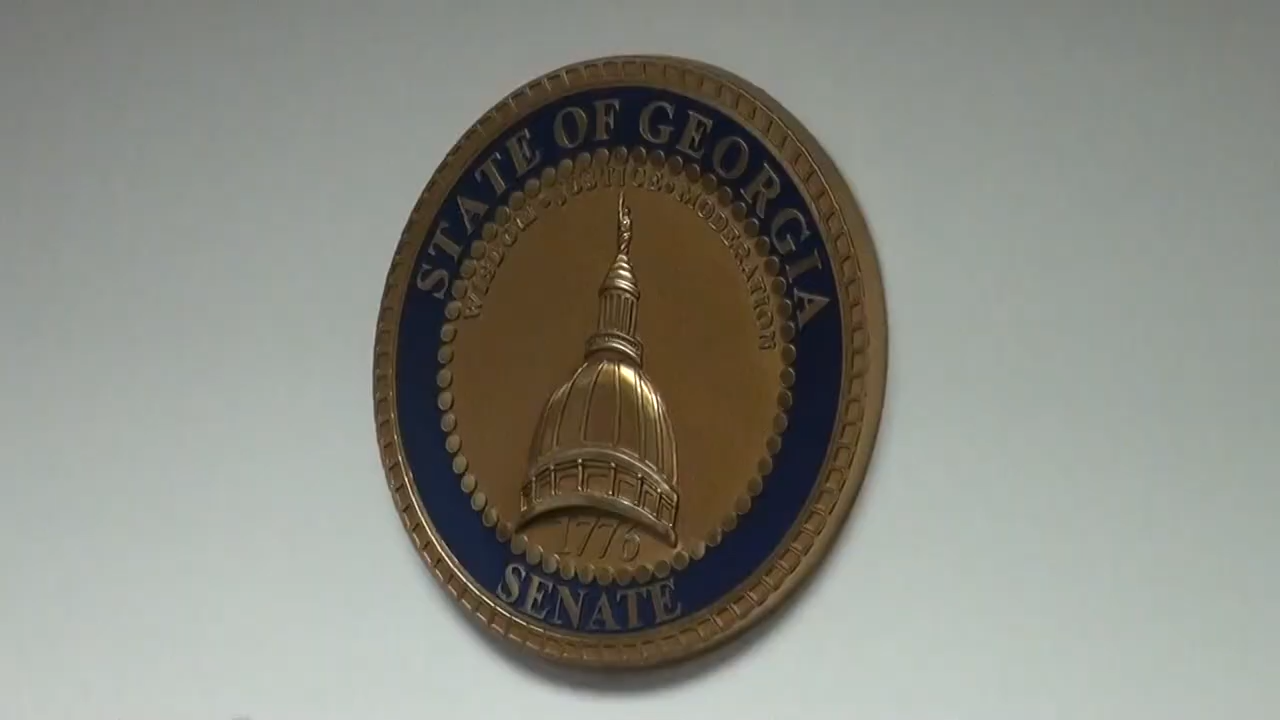 STATE OF GEORGIA
WISDOM • JUSTICE • MODERATION
1776
SENATE